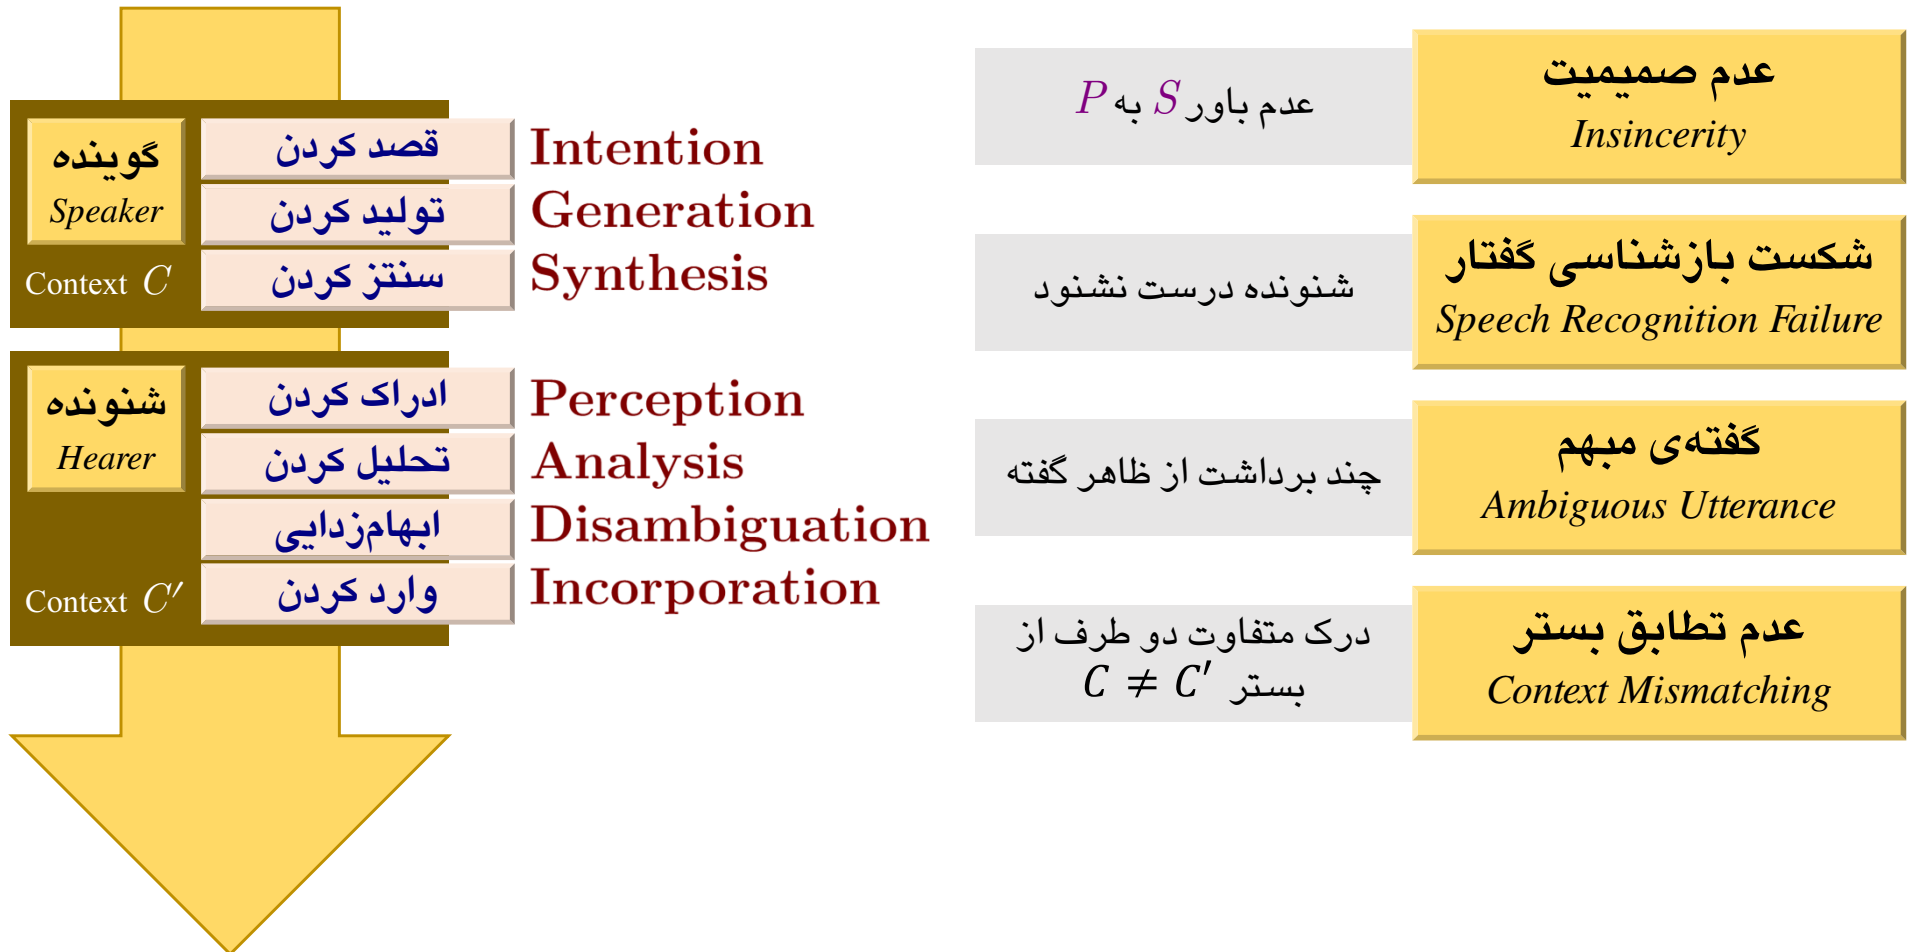 گوینده
Speaker
Context C
قصد کردن
Intention
تولید کردن
Generation
سنتز کردن
Synthesis
شنونده
Hearer
Context C′
ادراک کردن
Perception
تحلیل کردن
Analysis
ابهام‌زدایی
Disambiguation
وارد کردن
Incorporation
عدم صمیمیت
Insincerity
عدم باور S به P
شکست بازشناسی گفتار
Speech Recognition Failure
شنونده درست نشنود
گفته‌ی مبهم
Ambiguous Utterance
چند برداشت از ظاهر گفته
عدم تطابق بستر
Context Mismatching
درک متفاوت دو طرف از
بستر C ≠ C′